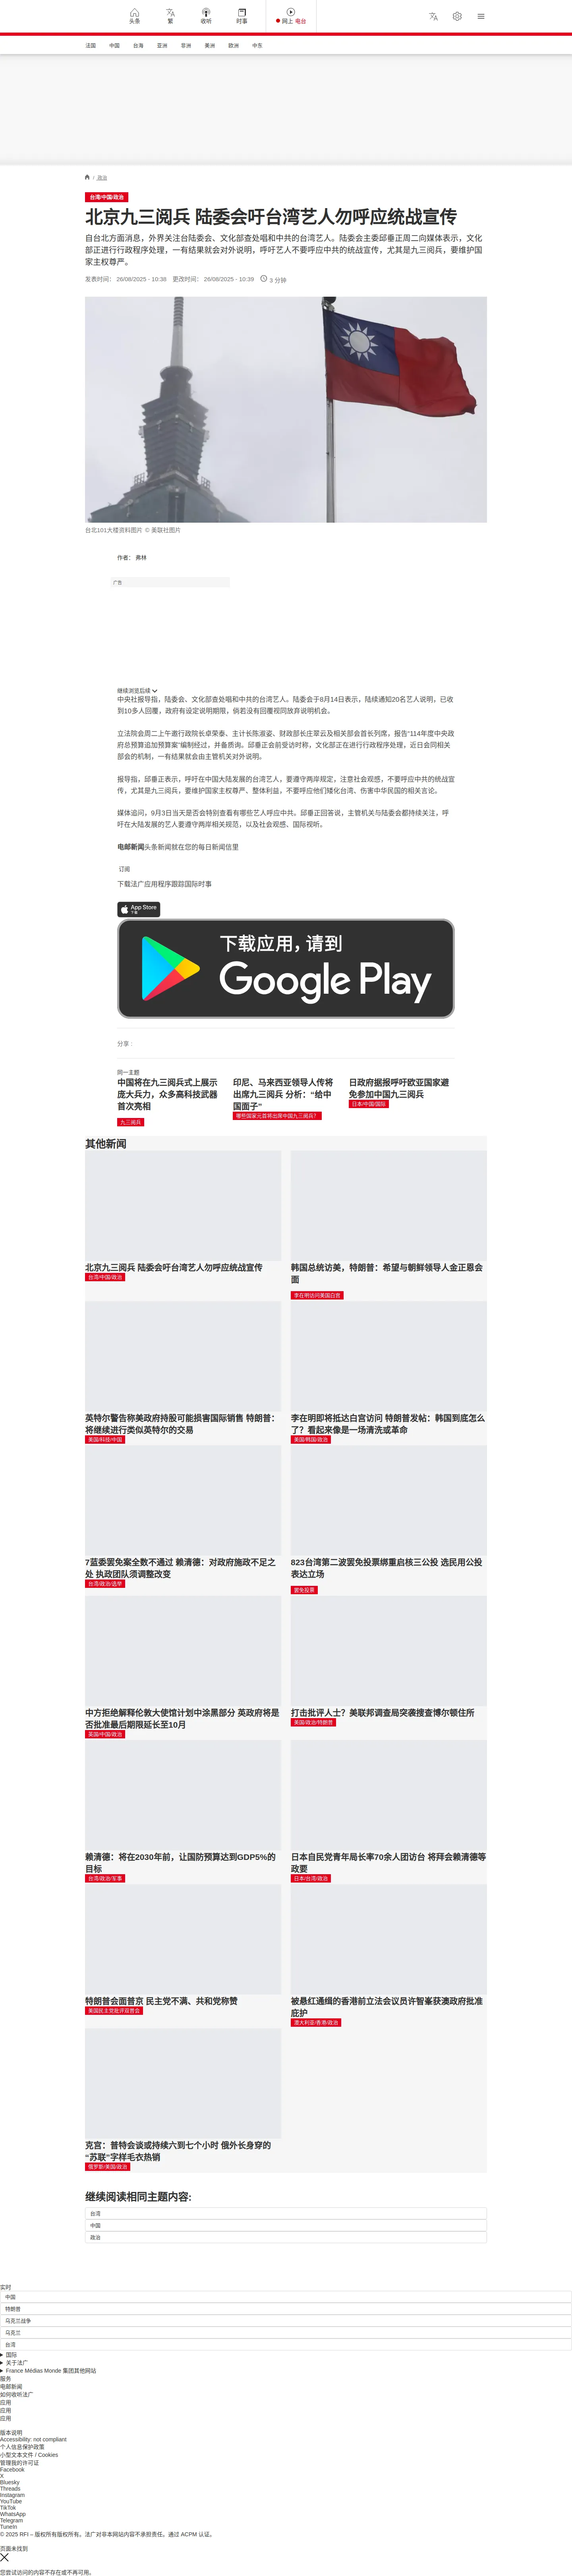 头条
繁
收听
时事
网上 电台
法国 中国 台海 亚洲 非洲 美洲 欧洲 中东
/ 政治
台湾/中国/政治
北京九三阅兵 陆委会吁台湾艺人勿呼应统战宣传
自台北方面消息，外界关注台陆委会、文化部查处唱和中共的台湾艺人。陆委会主委邱垂正周二向媒体表示，文化
部正进行行政程序处理，一有结果就会对外说明，呼吁艺人不要呼应中共的统战宣传，尤其是九三阅兵，要维护国
家主权尊严。
发表时间： 26/08/2025 - 10:38 更改时间： 26/08/2025 - 10:39 3 分钟
台北101大楼资料图片 © 美联社图片
作者： 弗林
广告
继续浏览后续
中央社报导指，陆委会、文化部查处唱和中共的台湾艺人。陆委会于8月14日表示，陆续通知20名艺人说明，已收
到10多人回覆，政府有设定说明期限，倘若没有回覆视同放弃说明机会。
立法院会周二上午邀行政院长卓荣泰、主计长陈淑姿、财政部长庄翠云及相关部会首长列席，报告“114年度中央政
府总预算追加预算案”编制经过，并备质询。邱垂正会前受访时称，文化部正在进行行政程序处理，近日会同相关
部会的机制，一有结果就会由主管机关对外说明。
报导指，邱垂正表示，呼吁在中国大陆发展的台湾艺人，要遵守两岸规定，注意社会观感，不要呼应中共的统战宣
传，尤其是九三阅兵，要维护国家主权尊严、整体利益，不要呼应他们矮化台湾、伤害中华民国的相关言论。
媒体追问，9月3日当天是否会特别查看有哪些艺人呼应中共。邱垂正回答说，主管机关与陆委会都持续关注，呼
吁在大陆发展的艺人要遵守两岸相关规范，以及社会观感、国际视听。
电邮新闻头条新闻就在您的每日新闻信里
订阅
下载法广应用程序跟踪国际时事
App Store
下载
下载应用，请到
Google Play
分享 :
同一主题
中国将在九三阅兵式上展示
庞大兵力，众多高科技武器
首次亮相
九三阅兵
印尼、马来西亚领导人传将
出席九三阅兵 分析：“给中
国面子”
哪些国家元首将出席中国九三阅兵？
日政府据报呼吁欧亚国家避
免参加中国九三阅兵
日本/中国/国际
其他新闻
北京九三阅兵 陆委会吁台湾艺人勿呼应统战宣传
台湾/中国/政治
韩国总统访美，特朗普：希望与朝鲜领导人金正恩会
面
李在明访问美国白宫
英特尔警告称美政府持股可能损害国际销售 特朗普：
将继续进行类似英特尔的交易
美国/科技/中国
李在明即将抵达白宫访问 特朗普发帖：韩国到底怎么
了？看起来像是一场清洗或革命
美国/韩国/政治
7蓝委罢免案全数不通过 赖清德：对政府施政不足之
处 执政团队须调整改变
台湾/政治/选举
823台湾第二波罢免投票绑重启核三公投 选民用公投
表达立场
罢免投票
中方拒绝解释伦敦大使馆计划中涂黑部分 英政府将是
否批准最后期限延长至10月
英国/中国/政治
打击批评人士？美联邦调查局突袭搜查博尔顿住所
美国/政治/特朗普
赖清德：将在2030年前，让国防预算达到GDP5%的
目标
台湾/政治/军事
日本自民党青年局长率70余人团访台 将拜会赖清德等
政要
日本/台湾/政治
特朗普会面普京 民主党不满、共和党称赞
美国民主党批评双普会
被悬红通缉的香港前立法会议员许智峯获澳政府批准
庇护
澳大利亚/香港/政治
克宫：普特会谈或持续六到七个小时 俄外长身穿的
“苏联”字样毛衣热销
俄罗斯/美国/政治
继续阅读相同主题内容:
台湾
中国
政治
实时
中国
特朗普
乌克兰战争
乌克兰
台湾
国际
关于法广
France Médias Monde 集团其他网站
服务
电邮新闻
如何收听法广
应用
应用
应用
版本说明
Accessibility: not compliant
个人信息保护政策
小型文本文件 / Cookies
管理我的许可证
Facebook
X
Bluesky
Threads
Instagram
YouTube
TikTok
WhatsApp
Telegram
TuneIn
© 2025 RFI – 版权所有版权所有。法广对非本网站内容不承担责任。通过 ACPM 认证。
页面未找到
您尝试访问的内容不存在或不再可用。